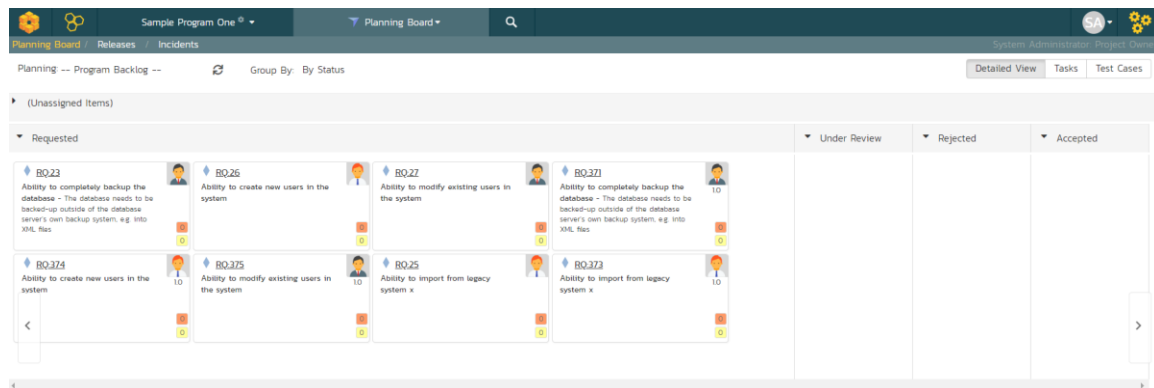 Sample Program One
Planning Board
SA
Planning Board / Releases / Incidents
System Administrator: Project Owne
Planning: -- Program Backlog --
Group By: By Status
Detailed View
Tasks
Test Cases
(Unassigned Items)
Requested
Under Review
Rejected
Accepted
RQ:23
Ability to completely backup the
database - The database needs to be
backed-up outside of the database
server's own backup system, e.g. into
XML files
0
0
RQ:26
Ability to create new users in the
system
0
0
RQ:27
Ability to modify existing users in
the system
0
0
RQ:371
1.0
Ability to completely backup the
database - The database needs to be
backed-up outside of the database
server's own backup system, e.g. into
XML files
0
0
RQ:374
1.0
Ability to create new users in the
system
0
0
RQ:375
1.0
Ability to modify existing users in
the system
0
0
RQ:25
Ability to import from legacy
system x
0
0
RQ:373
1.0
Ability to import from legacy
system x
0
0